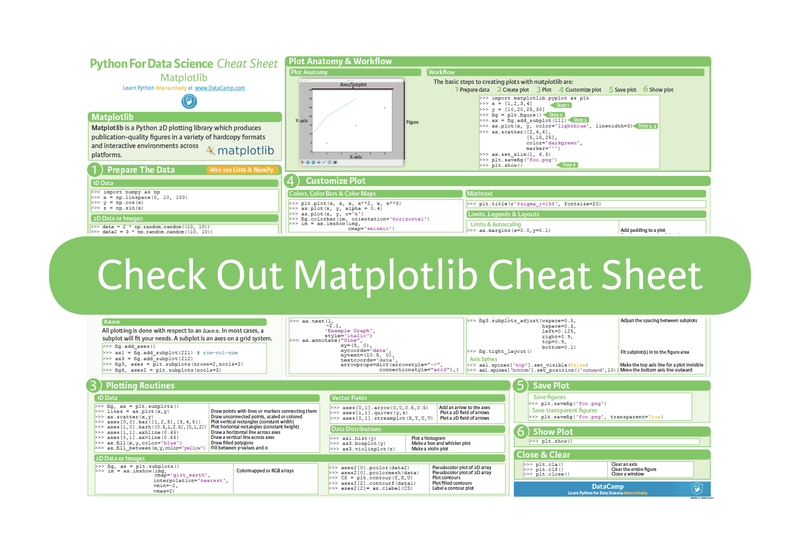 Python For Data Science Cheat Sheet
Matplotlib
Learn Python Interactively at www.DataCamp.com
Matplotlib
Matplotlib is a Python 2D plotting library which produces
publication-quality figures in a variety of hardcopy formats
and interactive environments across
platforms.
matplotlib
1 Prepare The Data
Also see Lists & NumPy
1D Data
>>> import numpy as np
>>> x = np.linspace(0, 10, 100)
>>> y = np.cos(x)
>>> z = np.sin(x)
2D Data or Images
>>> data = 2 * np.random.random((10, 10))
>>> data2 = 3 * np.random.random((10, 10))
Plot Anatomy & Workflow
Plot Anatomy
Axes/Subplot
Y-axis
X-axis
Figure
Workflow
The basic steps to creating plots with matplotlib are:
1 Prepare data 2 Create plot 3 Plot 4 Customize plot 5 Save plot 6 Show plot
>>> import matplotlib.pyplot as plt
>>> x = [1,2,3,4]
>>> y = [10,20,25,30]
>>> fig = plt.figure()
>>> ax = fig.add_subplot(111)
>>> ax.plot(x, y, color='lightblue', linewidth=3)
>>> ax.scatter([2,4,6],
[5,15,25],
color='darkgreen',
marker='^')
>>> ax.set_xlim(1, 6.5)
>>> plt.savefig('foo.png')
>>> plt.show()
4 Customize Plot
Colors, Color Bars & Color Maps
>>> plt.plot(x, x, x, x**2, x, x**3)
>>> ax.plot(x, y, alpha = 0.4)
>>> ax.plot(x, y, c='k')
>>> fig.colorbar(im, orientation='horizontal')
>>> im = ax.imshow(img,
cmap='seismic')
Mathtext
>>> plt.title(r'$sigma_i=15$', fontsize=20)
Limits, Legends & Layouts
Limits & Autoscaling
>>> ax.margins(x=0.0,y=0.1) Add padding to a plot
Check Out Matplotlib Cheat Sheet
Axes
All plotting is done with respect to an Axes. In most cases, a
subplot will fit your needs. A subplot is an axes on a grid system.
>>> fig.add_axes()
>>> ax1 = fig.add_subplot(221) # row-col-num
>>> ax3 = fig.add_subplot(212)
>>> fig3, axes = plt.subplots(nrows=2,ncols=2)
>>> fig4, axes2 = plt.subplots(ncols=3)
>>> ax.text(1,
-2.1,
'Example Graph',
style='italic')
>>> ax.annotate("Sine",
xy=(8, 0),
xycoords='data',
xytext=(10.5, 0),
textcoords='data',
arrowprops=dict(arrowstyle="->",
connectionstyle="arc3"),)
>>> fig3.subplots_adjust(wspace=0.5, Adjust the spacing between subplots
hspace=0.3,
left=0.125,
right=0.9,
top=0.9,
bottom=0.1)
>>> fig.tight_layout() Fit subplot(s) in to the figure area
Axis Spines
>>> ax1.spines['top'].set_visible(False) Make the top axis line for a plot invisible
>>> ax1.spines['bottom'].set_position(('outward',10)) Move the bottom axis line outward
3 Plotting Routines
1D Data
>>> fig, ax = plt.subplots()
>>> lines = ax.plot(x,y) Draw points with lines or markers connecting them
>>> ax.scatter(x,y) Draw unconnected points, scaled or colored
>>> axes[0,0].bar([1,2,3],[3,4,5]) Plot vertical rectangles (constant width)
>>> axes[1,0].barh([0.5,1,2.5],[0,1,2]) Plot horizontal rectangles (constant height)
>>> axes[1,1].axhline(0.45) Draw a horizontal line across axes
>>> axes[0,1].axvline(0.65) Draw a vertical line across axes
>>> ax.fill(x,y,color='blue') Draw filled polygons
>>> ax.fill_between(x,y,color='yellow') Fill between y-values and 0
2D Data or Images
>>> fig, ax = plt.subplots()
>>> im = ax.imshow(img, Colormapped or RGB arrays
cmap='gist_earth',
interpolation='nearest',
vmin=-2,
vmax=2)
Vector Fields
>>> axes[0,1].arrow(0,0,0.5,0.5) Add an arrow to the axes
>>> axes[1,1].quiver(y,z) Plot a 2D field of arrows
>>> axes[0,1].streamplot(X,Y,U,V) Plot a 2D field of arrows
Data Distributions
>>> ax1.hist(y) Plot a histogram
>>> ax3.boxplot(y) Make a box and whisker plot
>>> ax3.violinplot(z) Make a violin plot
>>> axes2[0].pcolor(data2) Pseudocolor plot of 2D array
>>> axes2[0].pcolormesh(data) Pseudocolor plot of 2D array
>>> CS = plt.contour(Y,X,U) Plot contours
>>> axes2[2].contourf(data1) Plot filled contours
>>> axes2[2]= ax.clabel(CS) Label a contour plot
5 Save Plot
Save figures
>>> plt.savefig('foo.png')
Save transparent figures
>>> plt.savefig('foo.png', transparent=True)
6 Show Plot
>>> plt.show()
Close & Clear
>>> plt.cla() Clear an axis
>>> plt.clf() Clear the entire figure
>>> plt.close() Close a window
DataCamp
Learn Python for Data Science Interactively